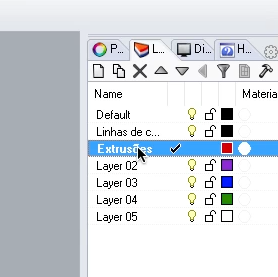 P... L... Di... H...
Name Materia
Default
Linhas de c...
Extrusões
Layer 02
Layer 03
Layer 04
Layer 05